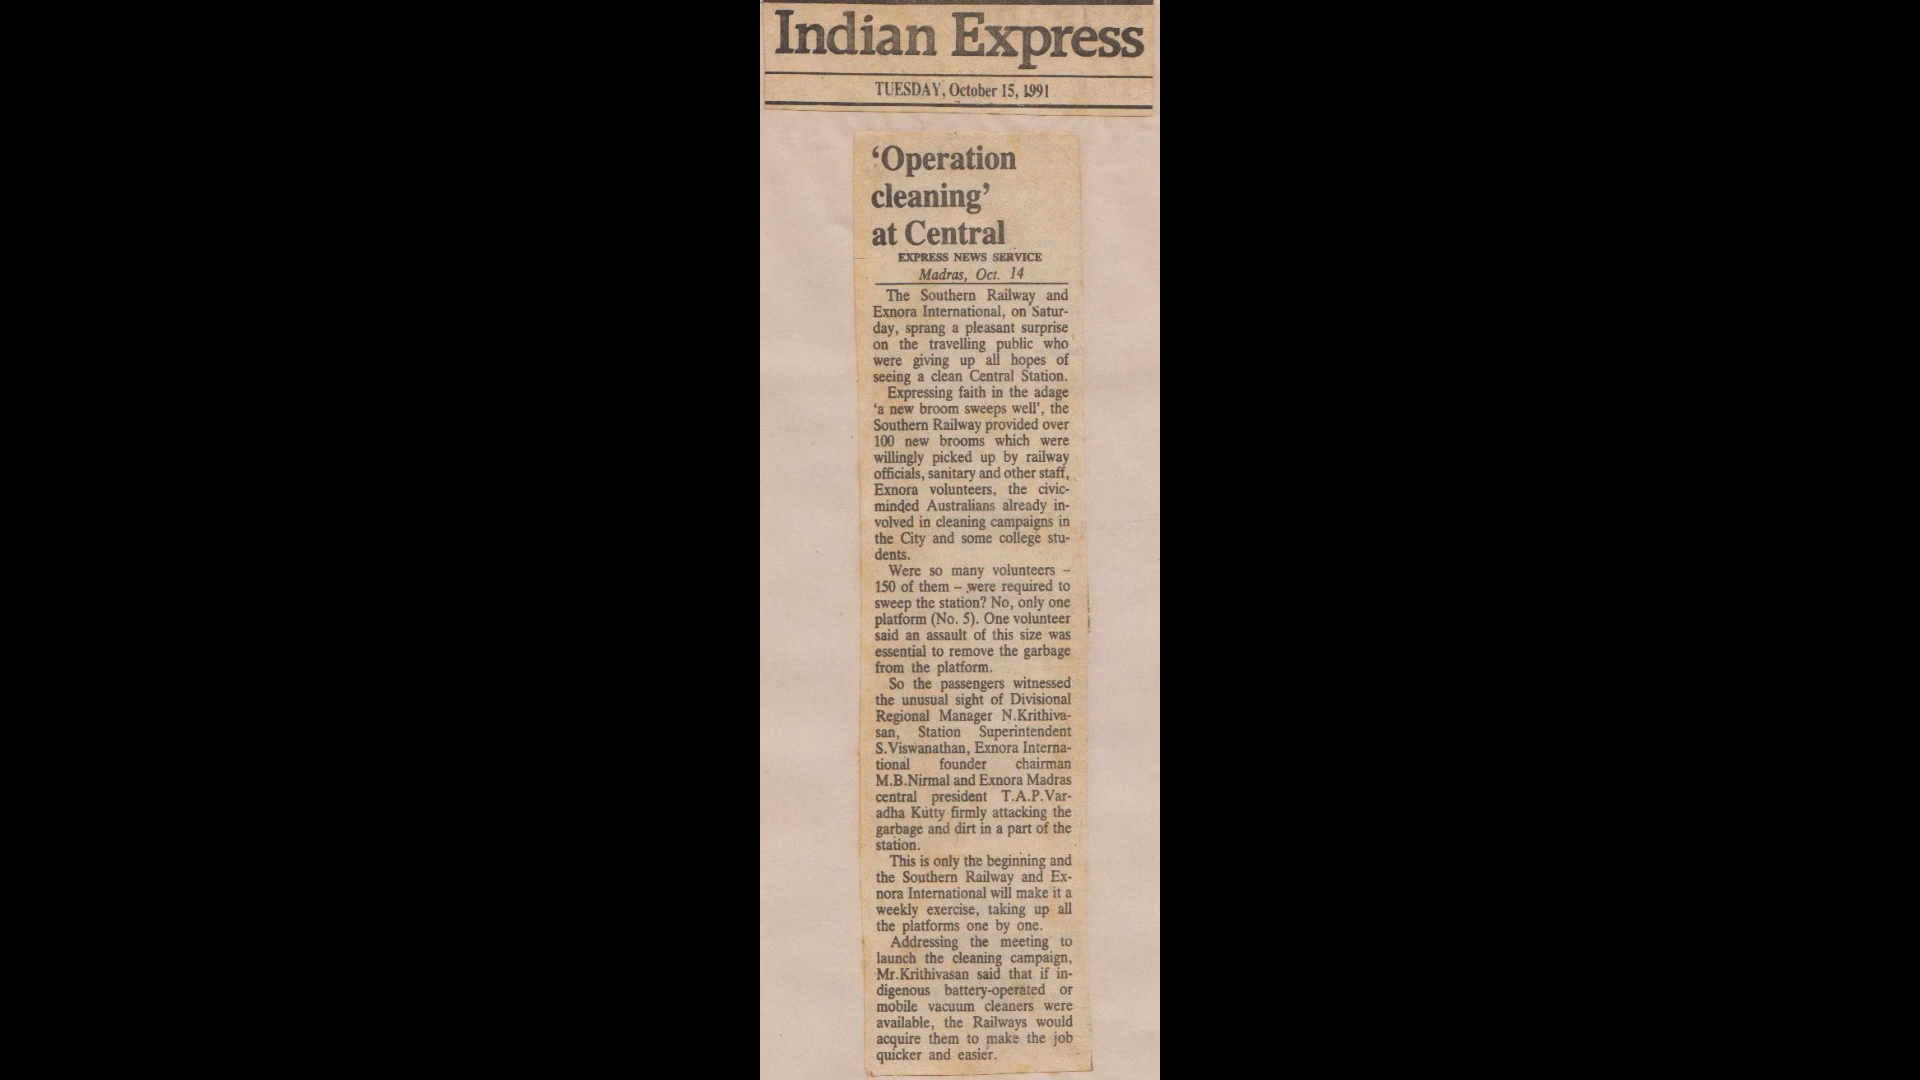 Indian Express
TUESDAY, October 15, 1991
‘Operation
cleaning’
at Central
EXPRESS NEWS SERVICE
Madras, Oct. 14
The Southern Railway and
Exnora International, on Satur-
day, sprang a pleasant surprise
on the travelling public who
were giving up all hopes of
seeing a clean Central Station.
Expressing faith in the adage
‘a new broom sweeps well’, the
Southern Railway provided over
100 new brooms which were
willingly picked up by railway
officials, sanitary and other staff,
Exnora volunteers, the civic-
minded Australians already in-
volved in cleaning campaigns in
the City and some college stu-
dents.
Were so many volunteers –
150 of them – were required to
sweep the station? No, only one
platform (No. 5). One volunteer
said an assault of this size was
essential to remove the garbage
from the platform.
So the passengers witnessed
the unusual sight of Divisional
Regional Manager N.Krithiva-
san, Station Superintendent
S.Viswanathan, Exnora Interna-
tional founder chairman
M.B.Nirmal and Exnora Madras
central president T.A.P.Var-
adha Kutty firmly attacking the
garbage and dirt in a part of the
station.
This is only the beginning and
the Southern Railway and Ex-
nora International will make it a
weekly exercise, taking up all
the platforms one by one.
Addressing the meeting to
launch the cleaning campaign,
Mr.Krithivasan said that if in-
digenous battery-operated or
mobile vacuum cleaners were
available, the Railways would
acquire them to make the job
quicker and easier.